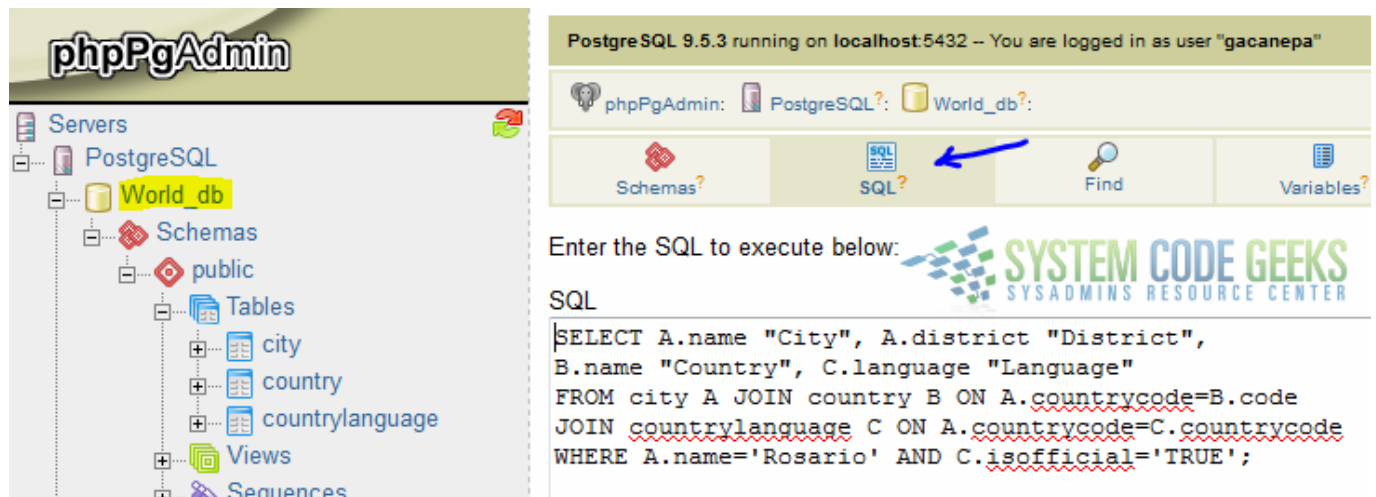 phpPgAdmin
Servers
PostgreSQL
World_db
Schemas
public
Tables
city
country
countrylanguage
Views
Sequences
PostgreSQL 9.5.3 running on localhost:5432 -- You are logged in as user "gacanepa"
phpPgAdmin: PostgreSQL?: World_db?:
Schemas? SQL? Find Variables?
Enter the SQL to execute below:
SYSTEM CODE GEEKS
SYSADMINS RESOURCE CENTER
SQL
SELECT A.name "City", A.district "District",
B.name "Country", C.language "Language"
FROM city A JOIN country B ON A.countrycode=B.code
JOIN countrylanguage C ON A.countrycode=C.countrycode
WHERE A.name='Rosario' AND C.isofficial='TRUE';